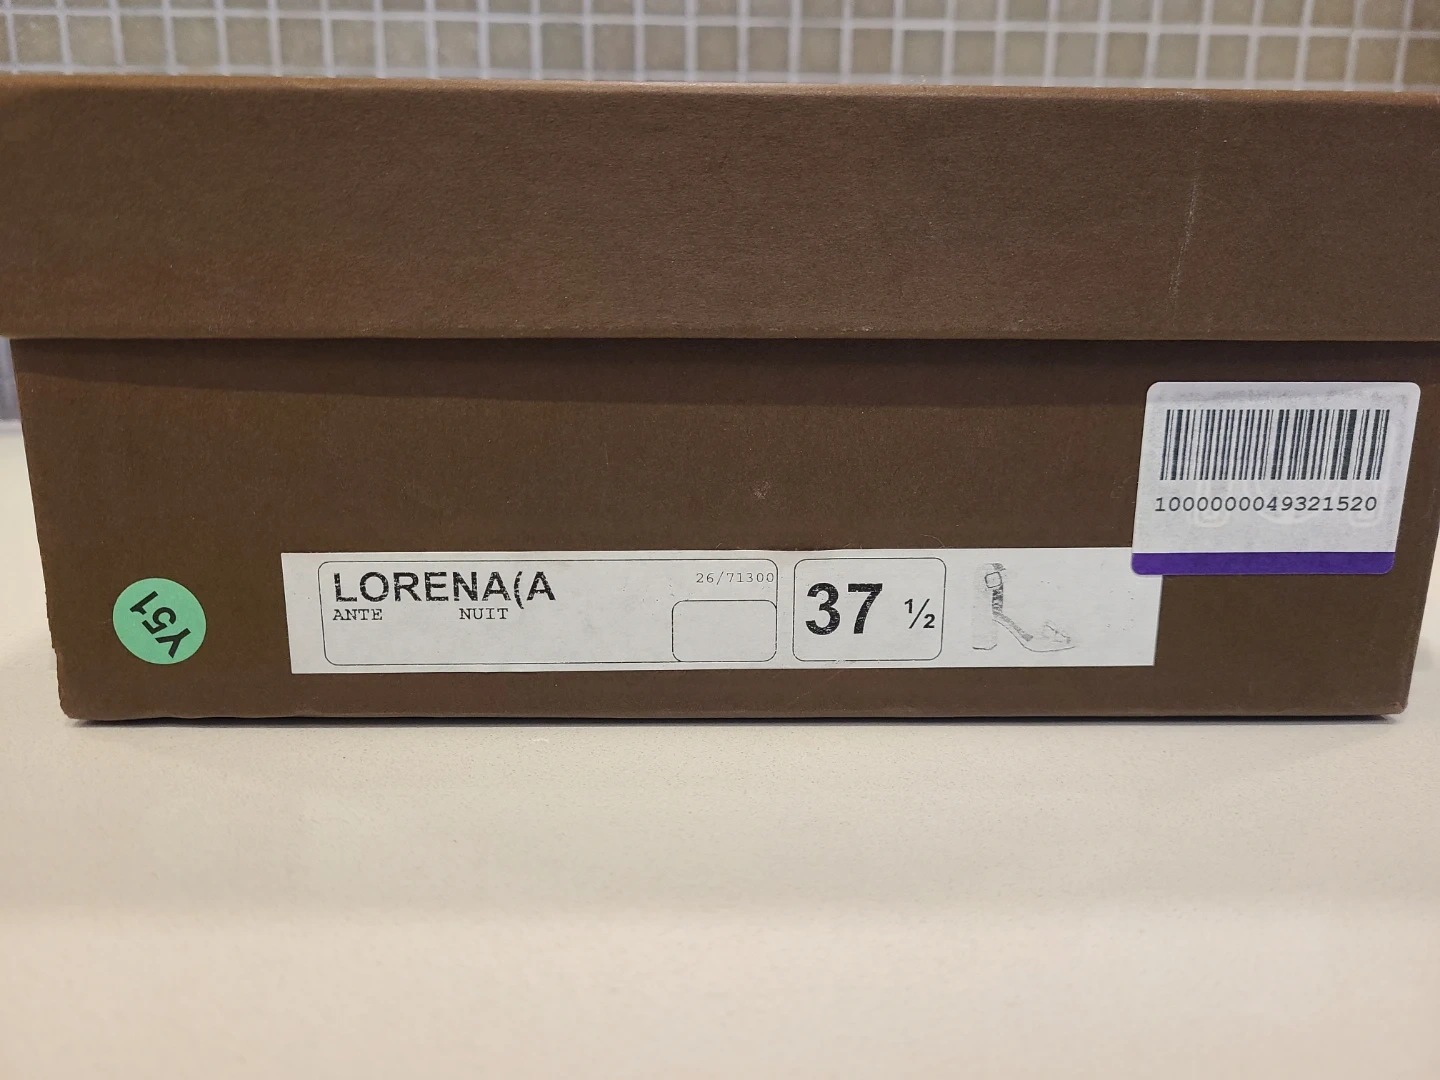 1000000049321520
LORENA(A
26/71300
ANTE NUIT
37 ½
Y51